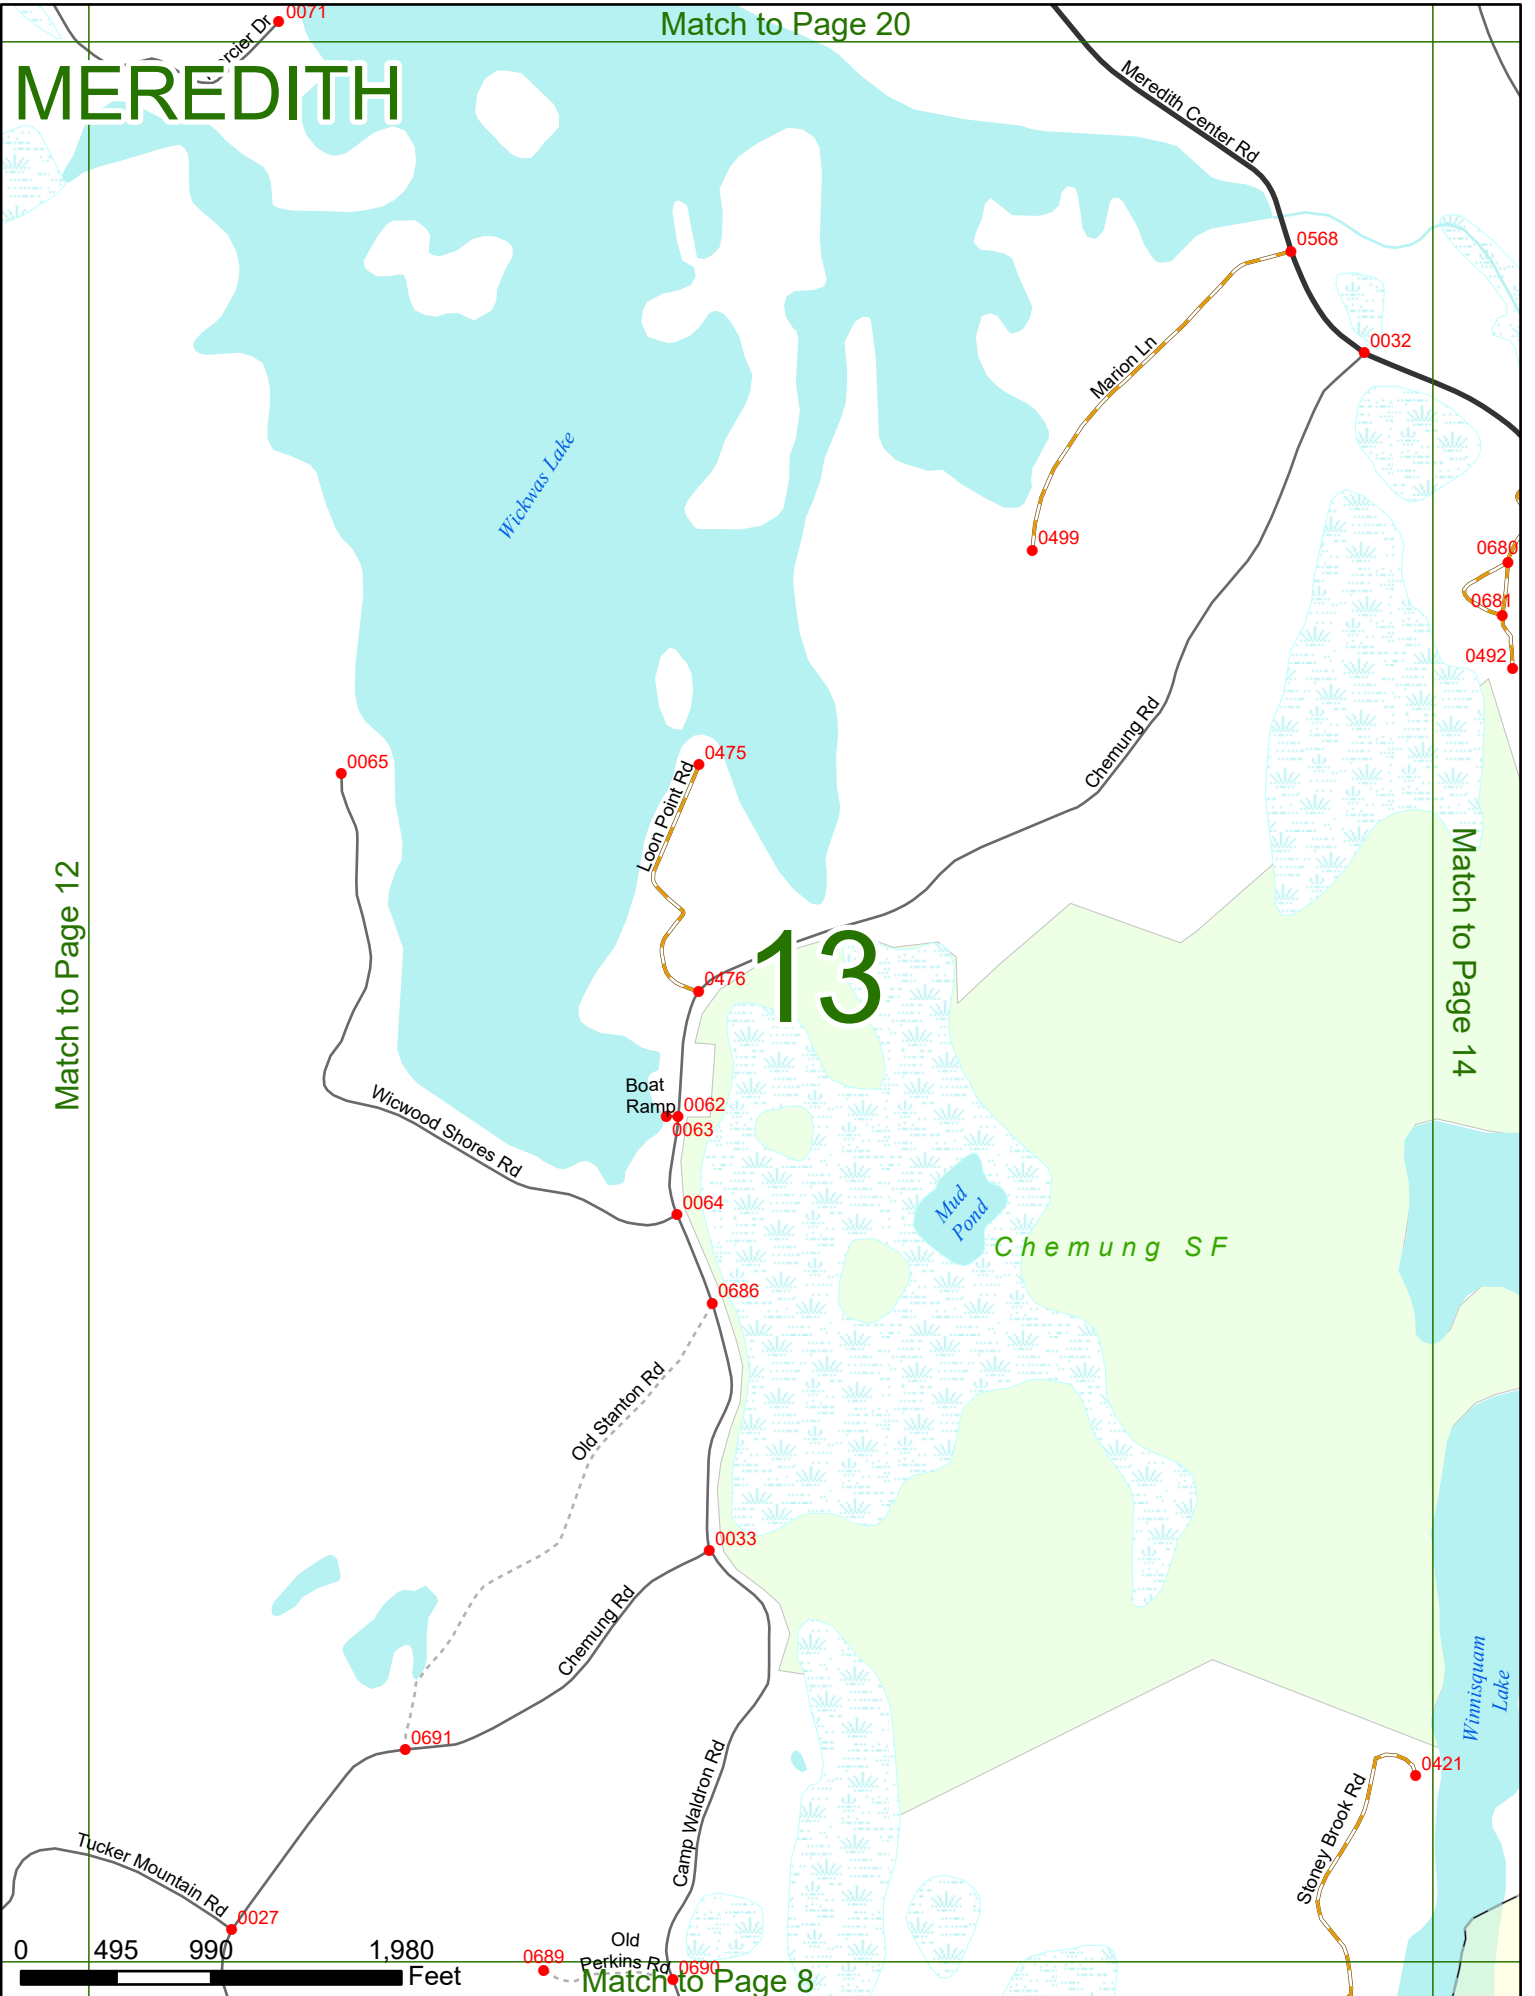 0071
Match to Page 20
MEREDITH
Meredith Center Rd
0568
0032
Marion Ln
Wickwas Lake
0499
0680
0681
0492
Chemung Rd
0475
0065
Loon Point Rd
Match to Page 12
Match to Page 14
13
0476
Boat
Ramp
0062
0063
Wicwood Shores Rd
0064
Mud
Pond
Chemung SF
0686
Old Stanton Rd
0033
Chemung Rd
Winnisquam
Lake
0691
0421
Camp Waldron Rd
Stoney Brook Rd
Tucker Mountain Rd
0027
0 495 990 1,980
Feet
0689
Old
Perkins Rd
0690
Match to Page 8